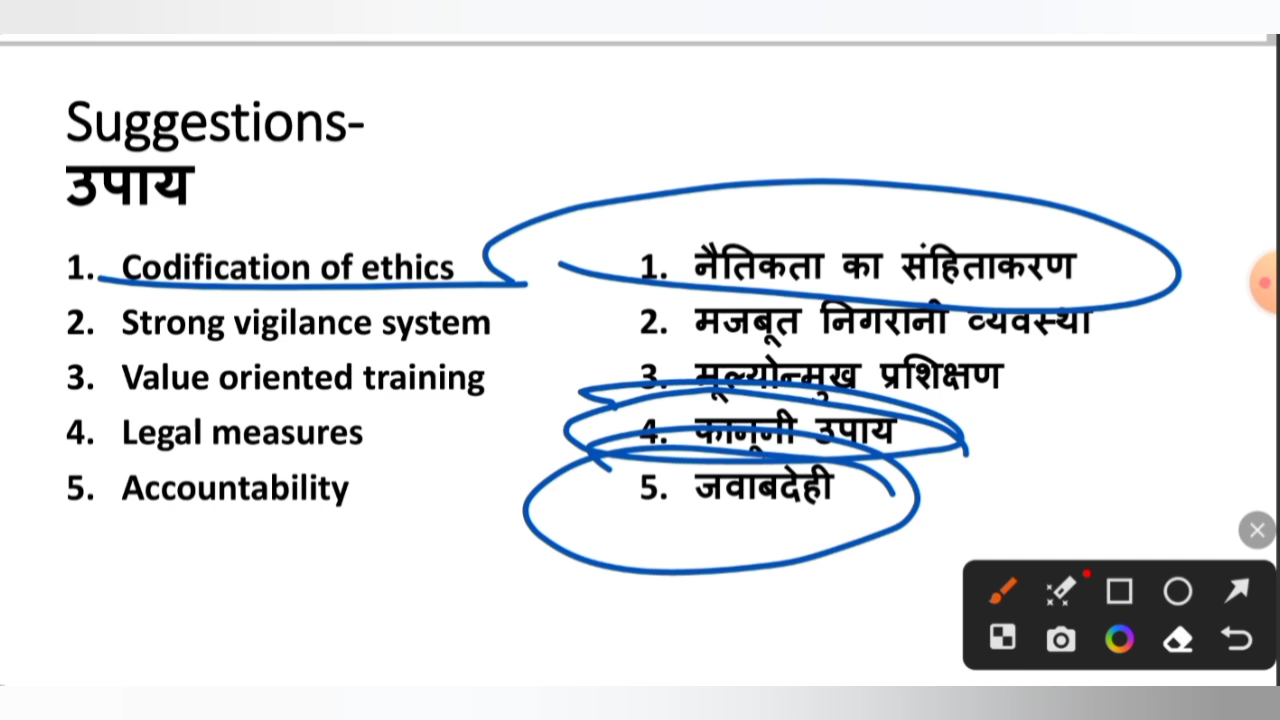 Suggestions-
उपाय
1. Codification of ethics
2. Strong vigilance system
3. Value oriented training
4. Legal measures
5. Accountability
1. नैतिकता का संहिताकरण
2. मजबूत निगरानी व्यवस्था
3. मूल्योन्मुख प्रशिक्षण
4. कानूनी उपाय
5. जवाबदेही